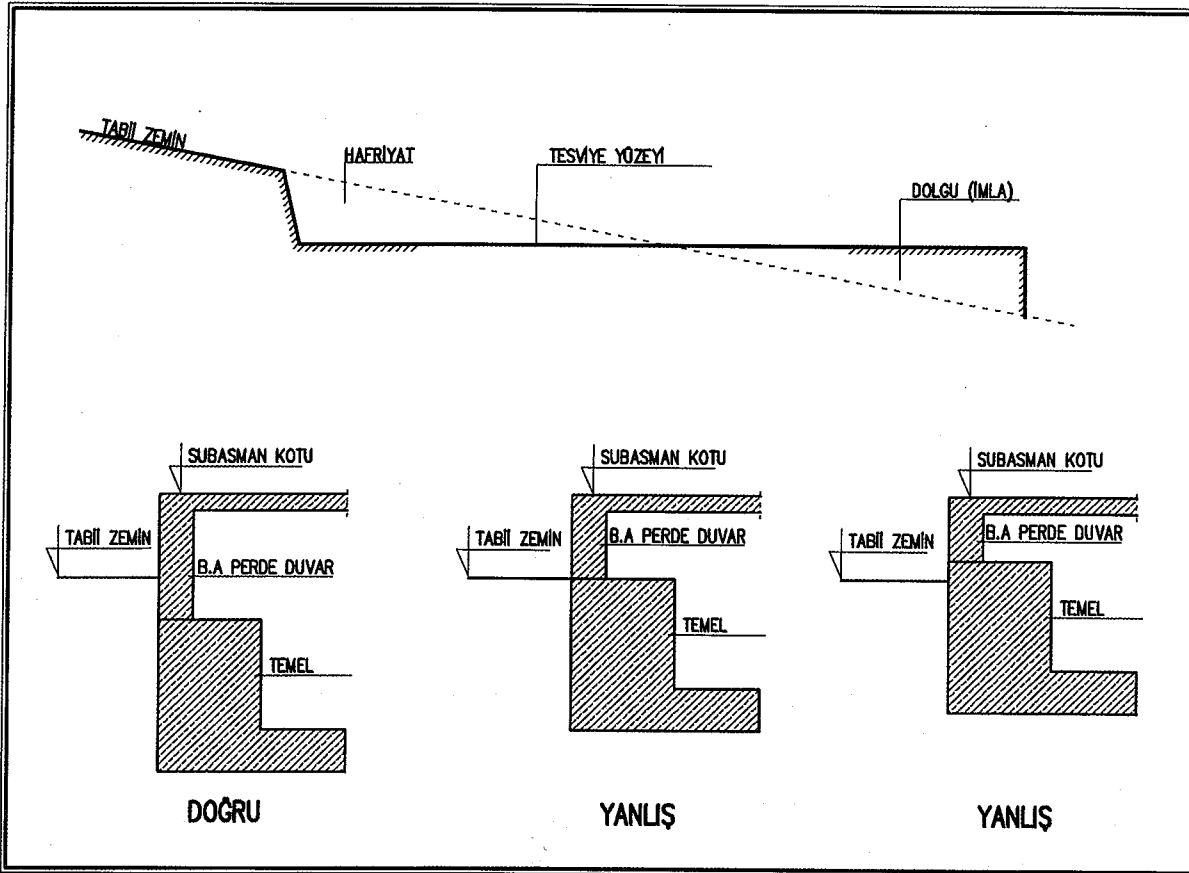 TABİİ ZEMİN
HAFRİYAT
TESVİYE YÜZEYİ
DOLGU (İMLA)
SUBASMAN KOTU
TABİİ ZEMİN
B.A PERDE DUVAR
TEMEL
DOĞRU
SUBASMAN KOTU
TABİİ ZEMİN
B.A PERDE DUVAR
TEMEL
YANLIŞ
SUBASMAN KOTU
TABİİ ZEMİN
B.A PERDE DUVAR
TEMEL
YANLIŞ